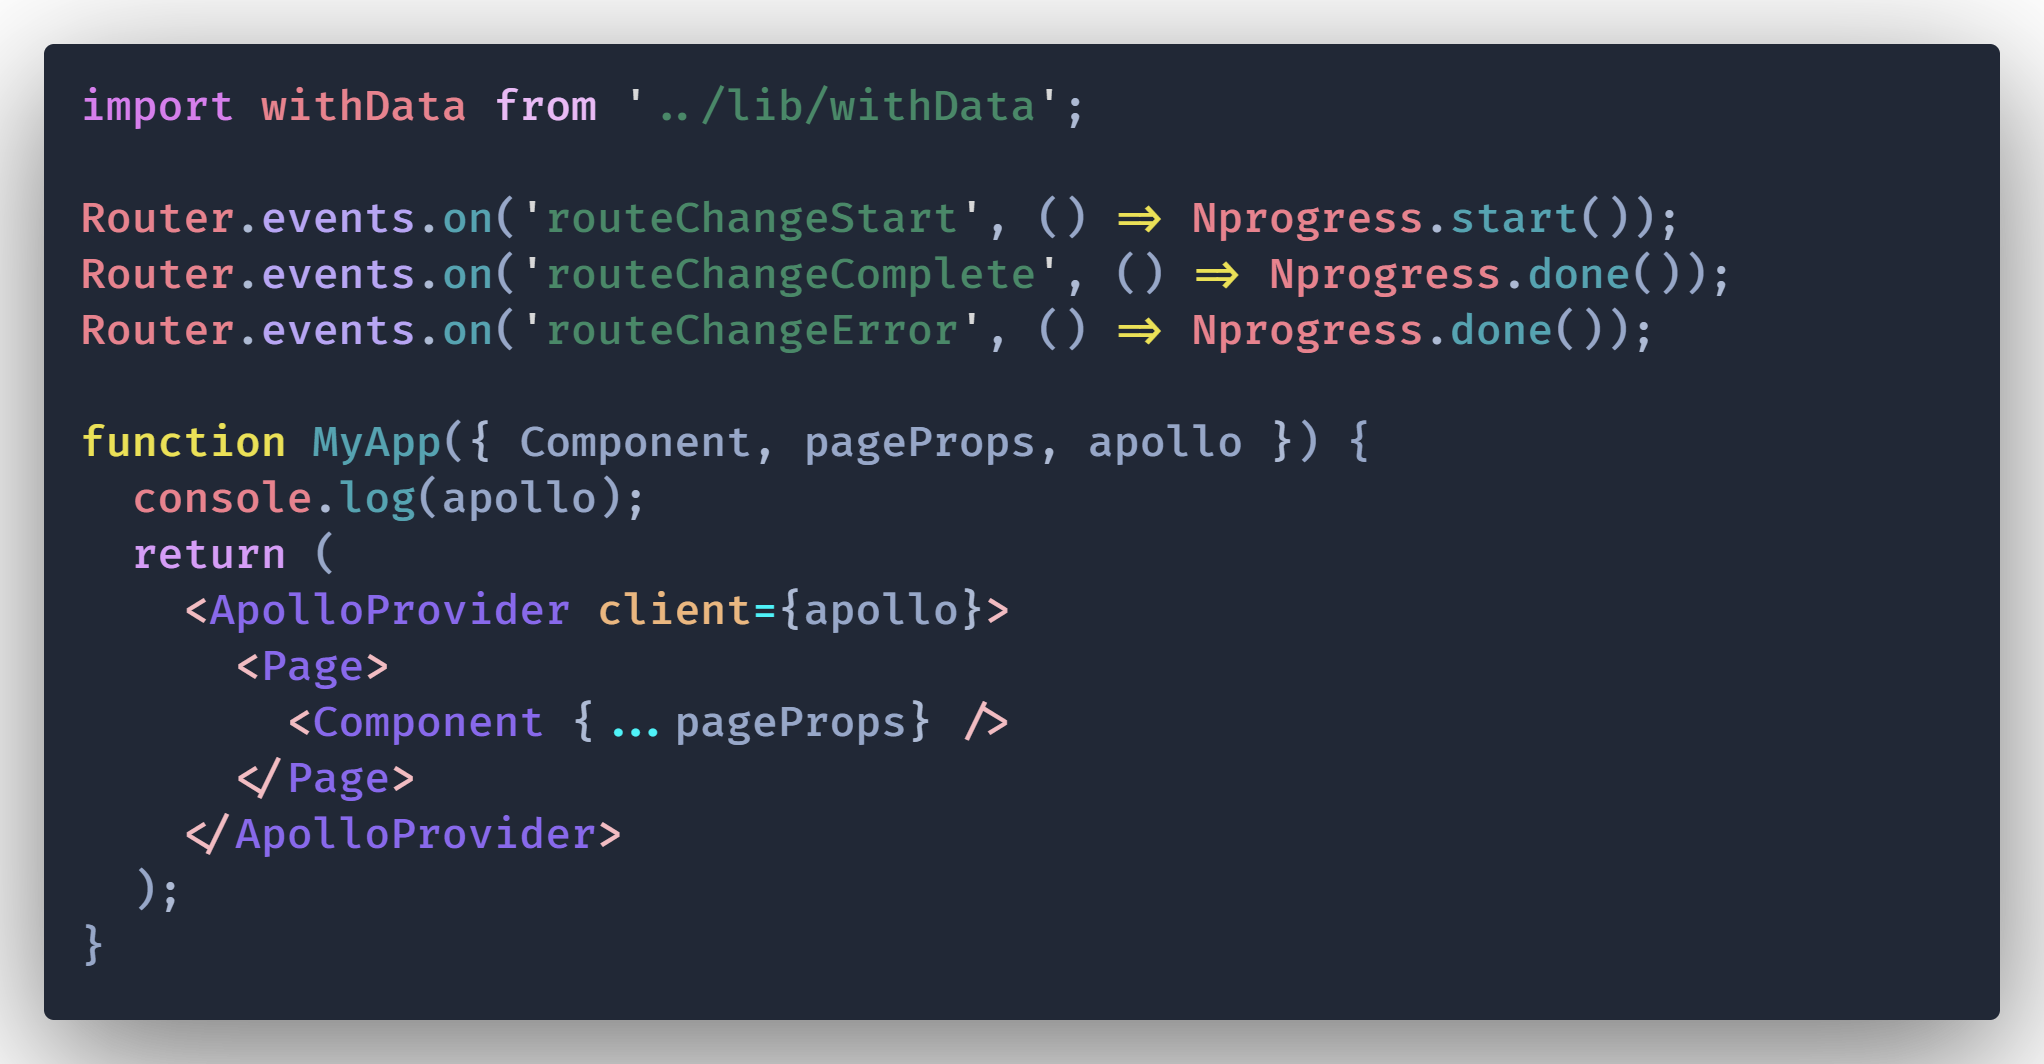 import withData from '../lib/withData';

Router.events.on('routeChangeStart', () => Nprogress.start());
Router.events.on('routeChangeComplete', () => Nprogress.done());
Router.events.on('routeChangeError', () => Nprogress.done());

function MyApp({ Component, pageProps, apollo }) {
  console.log(apollo);
  return (
    <ApolloProvider client={apollo}>
      <Page>
        <Component {...pageProps} />
      </Page>
    </ApolloProvider>
  );
}